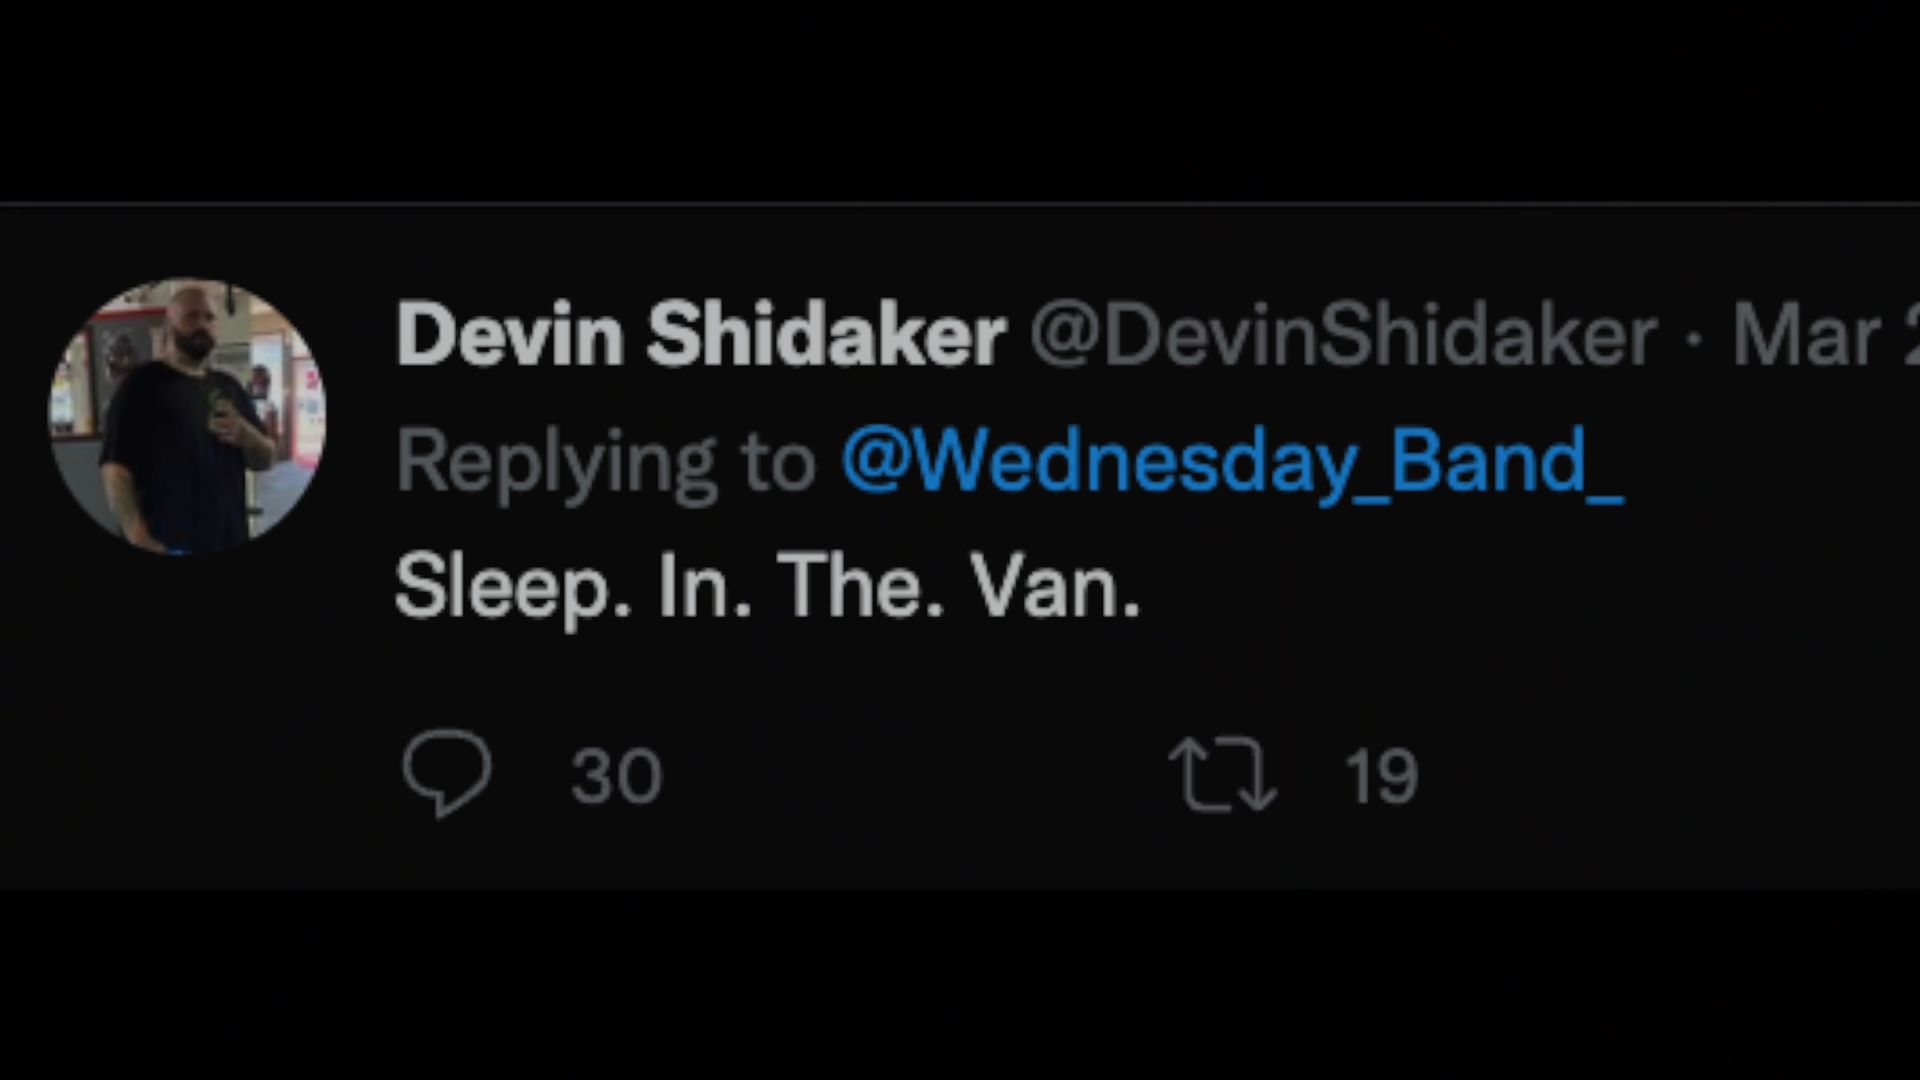 Devin Shidaker @DevinShidaker · Mar
Replying to @Wednesday_Band_
Sleep. In. The. Van.
30 19